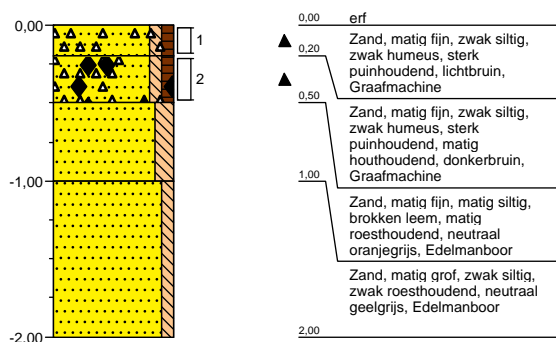 0,00
1
2
-1,00
-2,00
0,00
erf
Zand, matig fijn, zwak siltig,
zwak humeus, sterk
puinhoudend, lichtbruin,
Graafmachine
0,20
Zand, matig fijn, zwak siltig,
zwak humeus, sterk
puinhoudend, matig
houthoudend, donkerbruin,
Graafmachine
0,50
Zand, matig fijn, matig siltig,
brokken leem, matig
roesthoudend, neutraal
oranjegrijs, Edelmanboor
1,00
Zand, matig grof, zwak siltig,
zwak roesthoudend, neutraal
geelgrijs, Edelmanboor
2,00